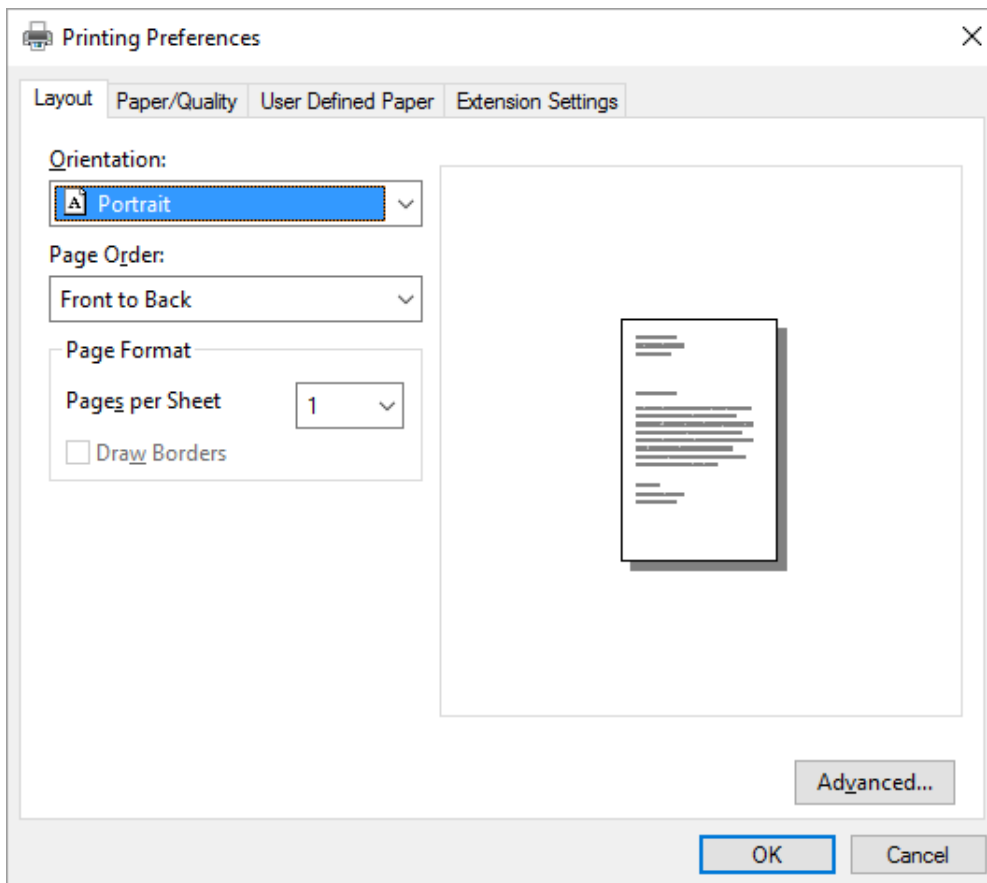 Printing Preferences
Layout Paper/Quality User Defined Paper Extension Settings
Orientation:
A Portrait
Page Order:
Front to Back
Page Format
Pages per Sheet 1
Draw Borders
Advanced...
OK Cancel